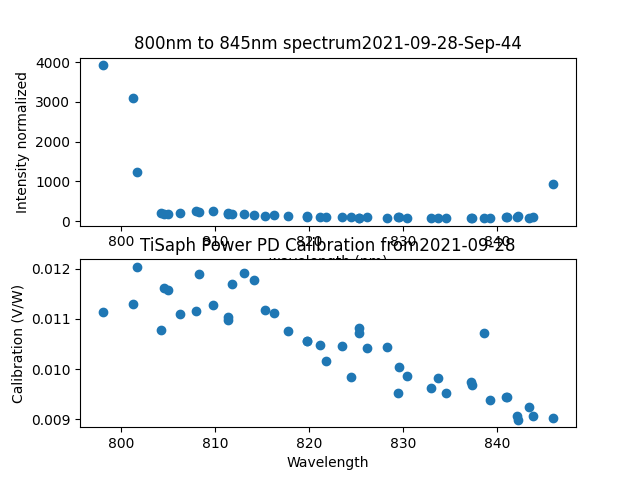 800nm to 845nm spectrum2021-09-28-Sep-44
4000
3000
2000
1000
0
Intensity normalized
800 810 820 830 840
wavelength (nm)
TiSaph Power PD Calibration from2021-09-28
0.012
0.011
0.010
0.009
Calibration (V/W)
800 810 820 830 840
Wavelength